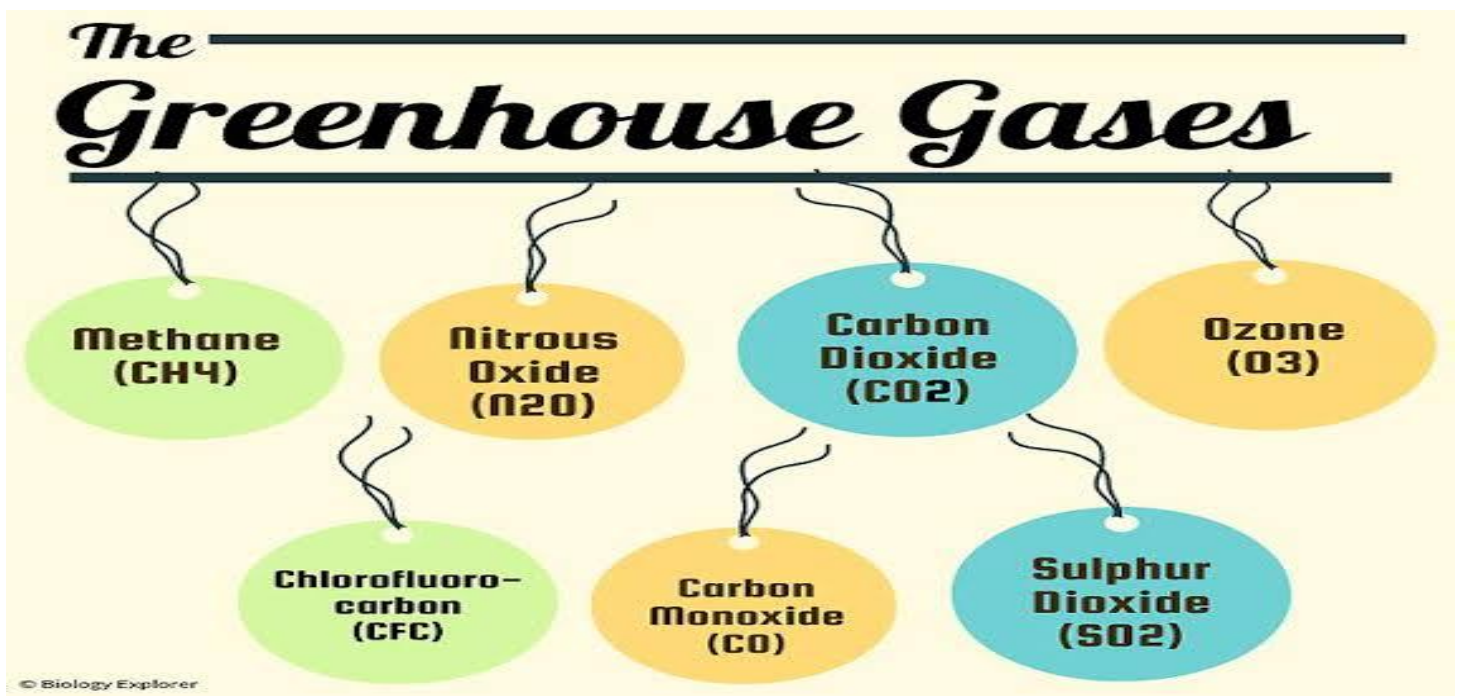 The
Greenhouse Gases
Methane
(CH4)
Nitrous
Oxide
(N2O)
Carbon
Dioxide
(CO2)
Ozone
(O3)
Chlorofluoro-
carbon
(CFC)
Carbon
Monoxide
(CO)
Sulphur
Dioxide
(SO2)
© Biology Explorer